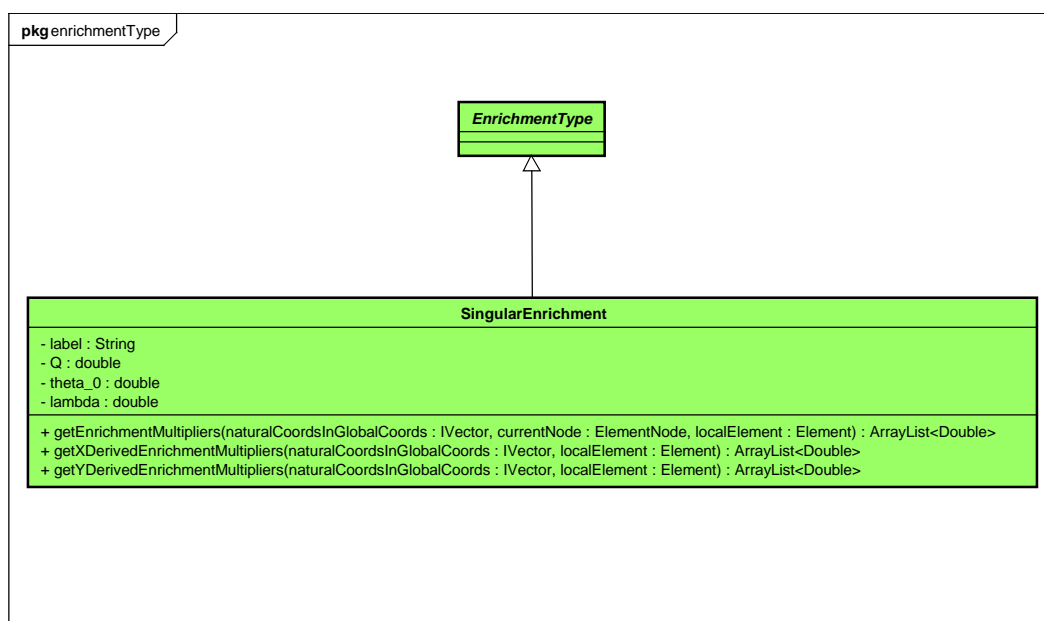 pkg enrichmentType
EnrichmentType
SingularEnrichment
- label : String
- Q : double
- theta_0 : double
- lambda : double
+ getEnrichmentMultipliers(naturalCoordsInGlobalCoords : IVector, currentNode : ElementNode, localElement : Element) : ArrayList<Double>
+ getXDerivedEnrichmentMultipliers(naturalCoordsInGlobalCoords : IVector, localElement : Element) : ArrayList<Double>
+ getYDerivedEnrichmentMultipliers(naturalCoordsInGlobalCoords : IVector, localElement : Element) : ArrayList<Double>